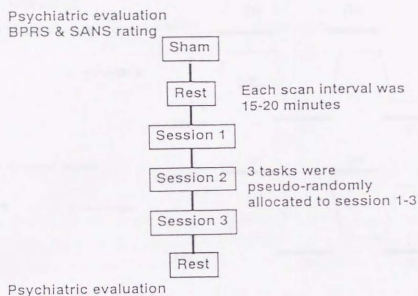 Psychiatric evaluation
BPRS & SANS rating
Sham
Rest
Each scan interval was
15-20 minutes
Session 1
Session 2
3 tasks were
pseudo-randomly
allocated to session 1-3
Session 3
Rest
Psychiatric evaluation